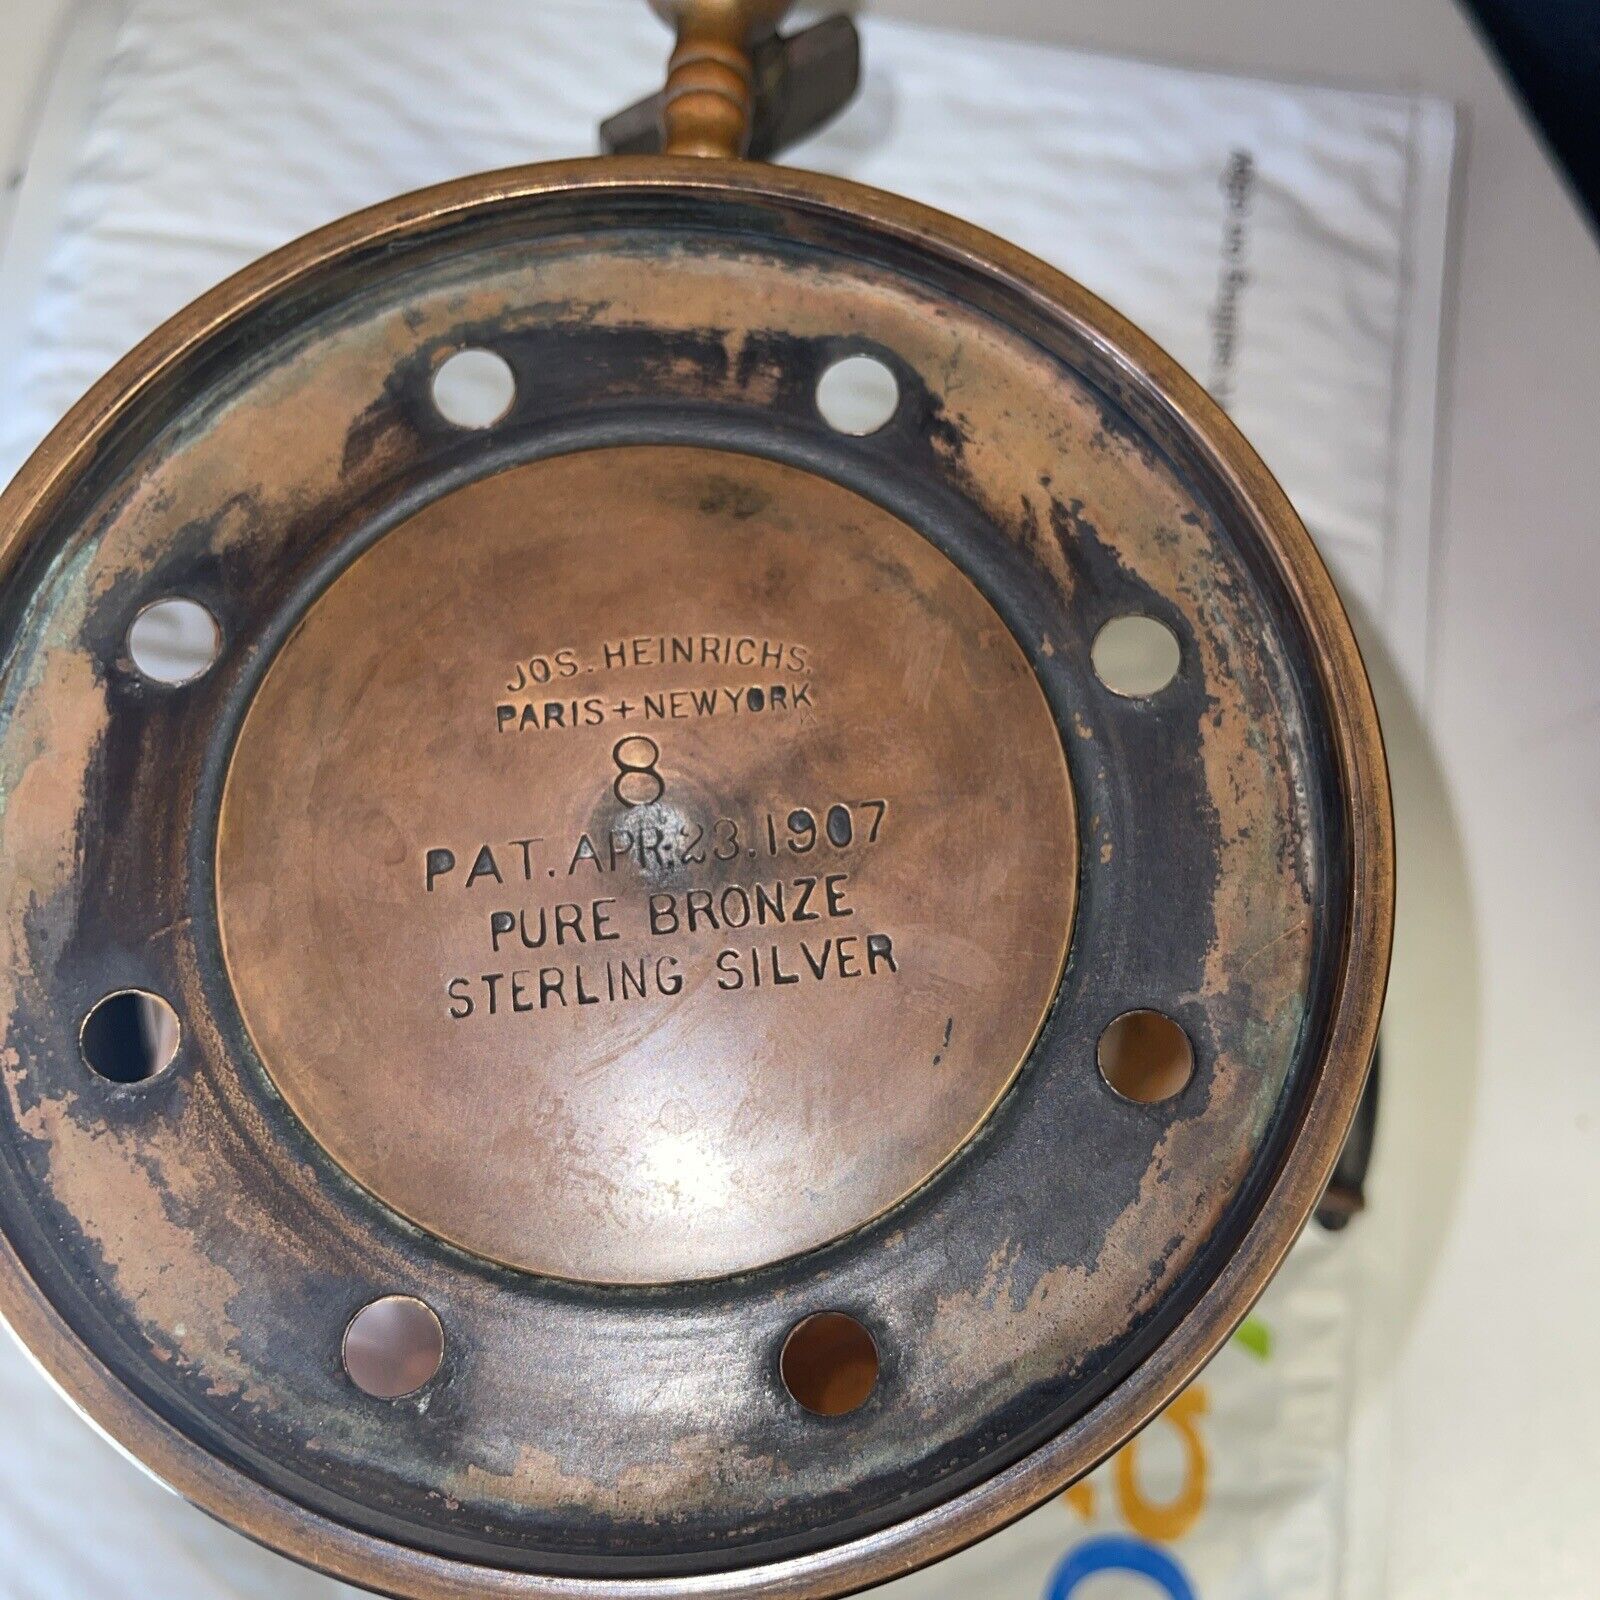 JOS. HEINRICHS,
PARIS + NEW YORK
8
PAT. APR. 23. 1907
PURE BRONZE
STERLING SILVER